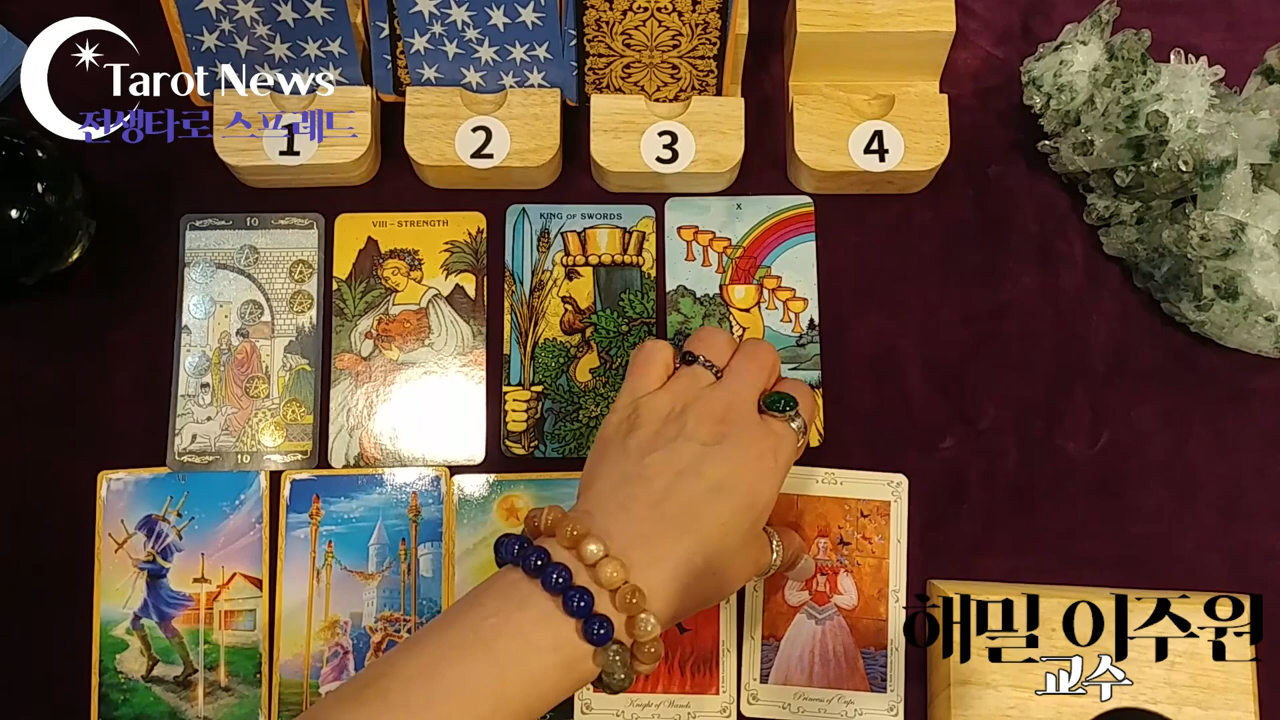 Tarot News
전생타로 스프레드
1
2
3
4
10
VIII – STRENGTH
KING OF SWORDS
X
10
Knight of Wands
Princess of Cups
해밀 이주원
교수